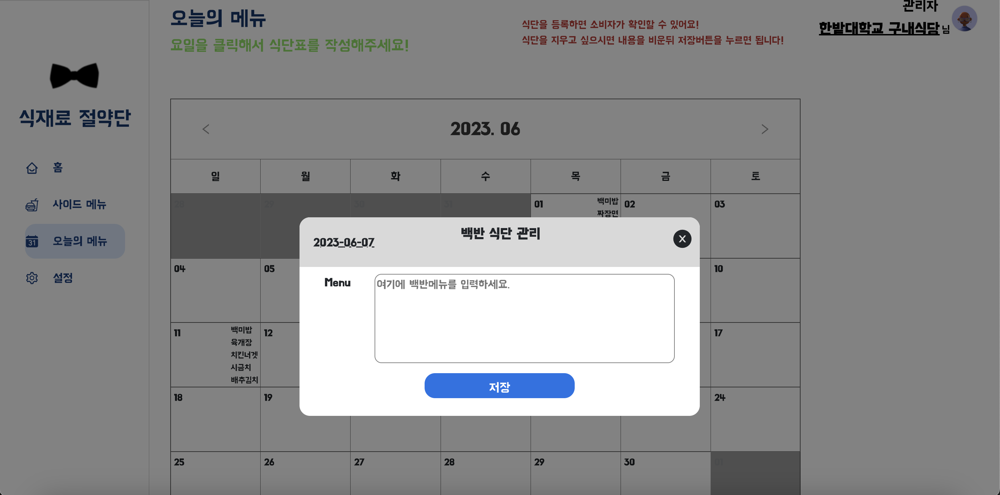 오늘의 메뉴
요일을 클릭해서 식단표를 작성해주세요!
식단을 등록하면 소비자가 확인할 수 있어요!
식단을 지우고 싶으시면 내용을 비운뒤 저장버튼을 누르면 됩니다!
관리자
한밭대학교 구내식당 님
식재료 절약단
홈
사이드 메뉴
31 오늘의 메뉴
설정
< 2023. 06 >
일 월 화 수 목 금 토
28 29 30 31 01 02 03
백미밥
짜장면
백반 식단 관리
2023-06-07
X
Menu
여기에 백반메뉴를 입력하세요.
저장
04 05 10
11 12 17
백미밥
육개장
치킨너겟
시금치
배추김치
18 19 24
25 26 27 28 29 30 01